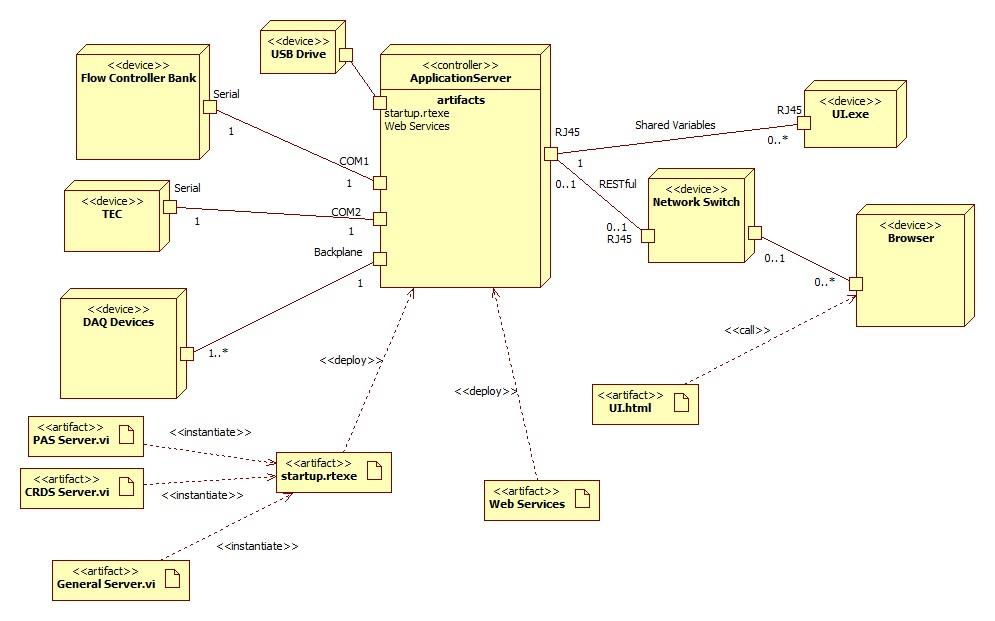 <<device>>
USB Drive
<<device>>
Flow Controller Bank
Serial
1
<<controller>>
ApplicationServer
artifacts
startup.rtexe
Web Services
COM1
1
<<device>>
TEC
Serial
1
COM2
1
Backplane
1
<<device>>
DAQ Devices
1..*
RJ45
1
0..1
Shared Variables
RJ45
0..*
<<device>>
UI.exe
RESTful
0..1
RJ45
<<device>>
Network Switch
0..1
0..*
<<device>>
Browser
<<call>>
<<artifact>>
UI.html
<<deploy>>
<<deploy>>
<<artifact>>
PAS Server.vi
<<instantiate>>
<<artifact>>
CRDS Server.vi
<<instantiate>>
<<artifact>>
startup.rtexe
<<artifact>>
Web Services
<<instantiate>>
<<artifact>>
General Server.vi